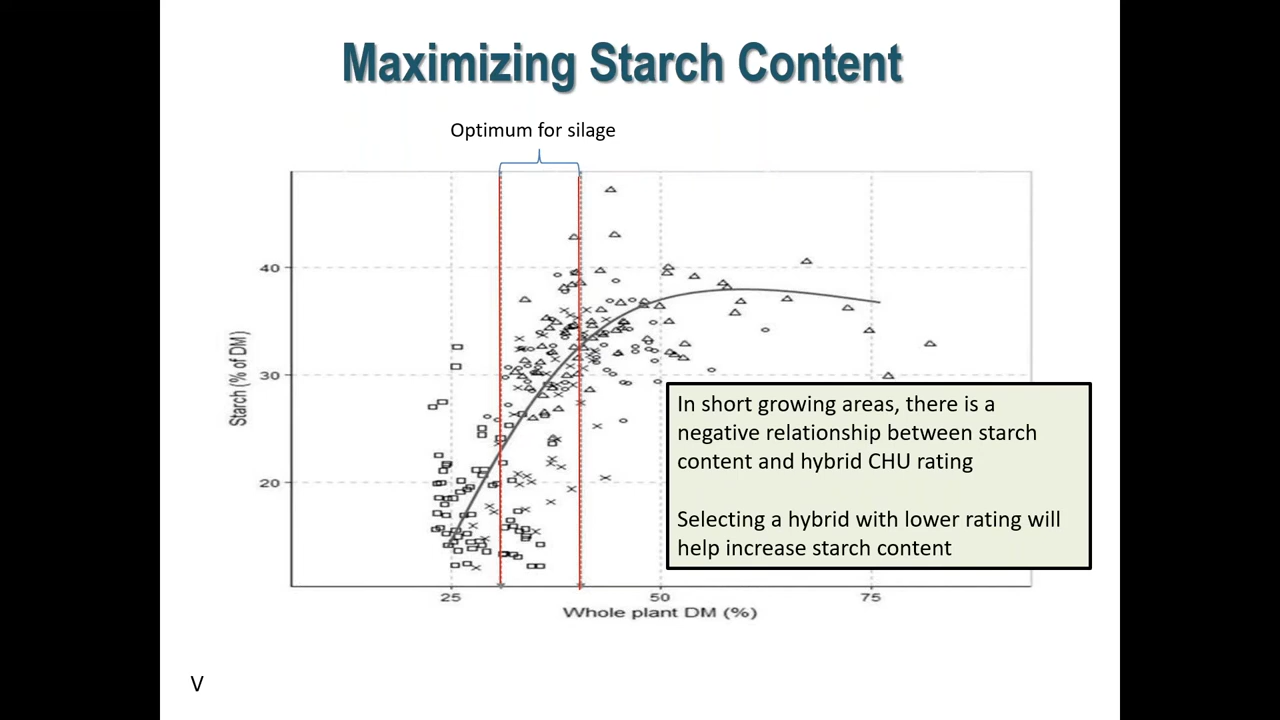 Maximizing Starch Content
Optimum for silage
40
30
20
Starch (% of DM)
25
50
75
Whole plant DM (%)
In short growing areas, there is a
negative relationship between starch
content and hybrid CHU rating
Selecting a hybrid with lower rating will
help increase starch content
V